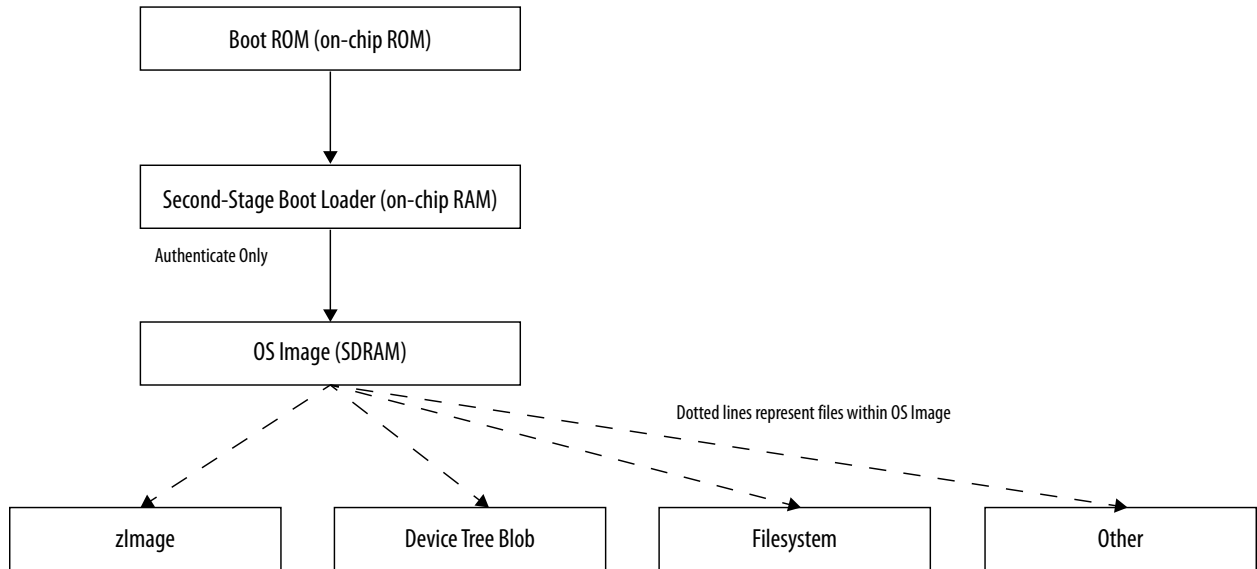 Boot ROM (on-chip ROM)
Second-Stage Boot Loader (on-chip RAM)
Authenticate Only
OS Image (SDRAM)
Dotted lines represent files within OS Image
zImage
Device Tree Blob
Filesystem
Other